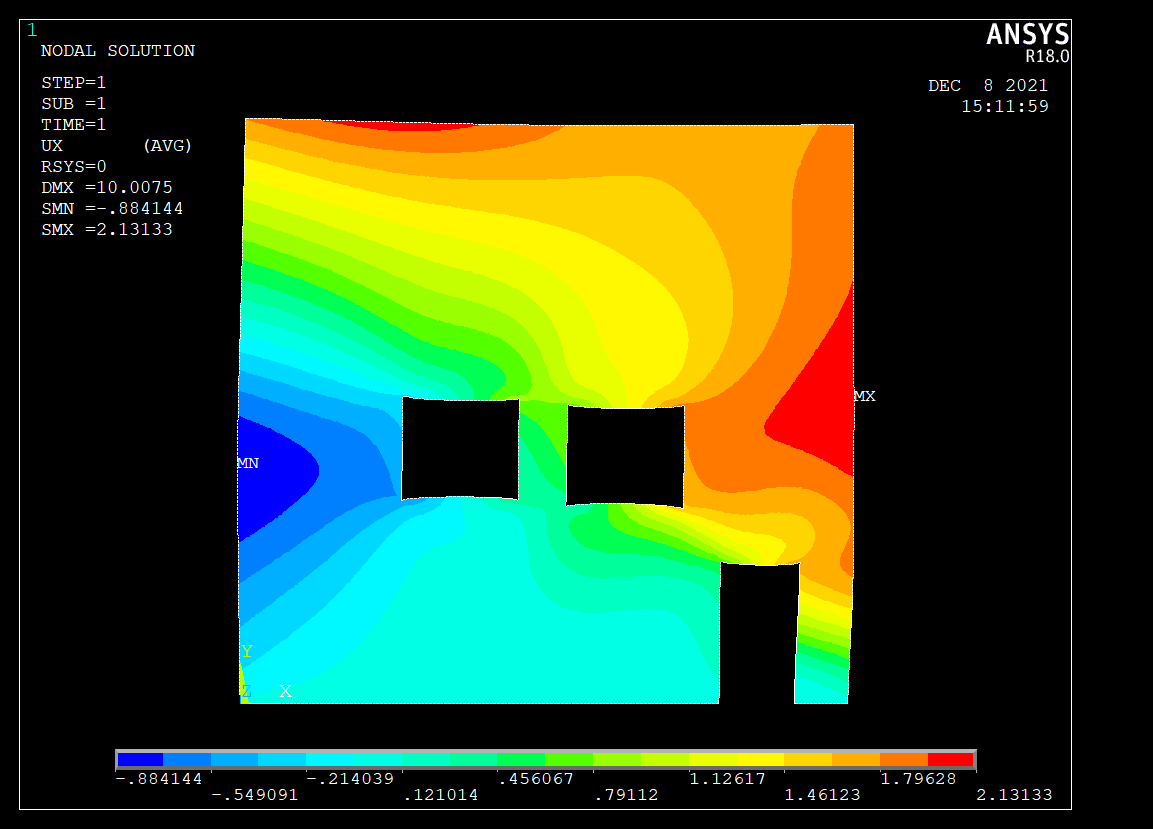 1
ANSYS
R18.0
NODAL SOLUTION
STEP=1
SUB =1
TIME=1
UX (AVG)
RSYS=0
DMX =10.0075
SMN =-.884144
SMX =2.13133
DEC 8 2021
15:11:59
MX
MN
Y
Z X
-.884144 -.214039 .456067 1.12617 1.79628
-.549091 .121014 .79112 1.46123 2.13133